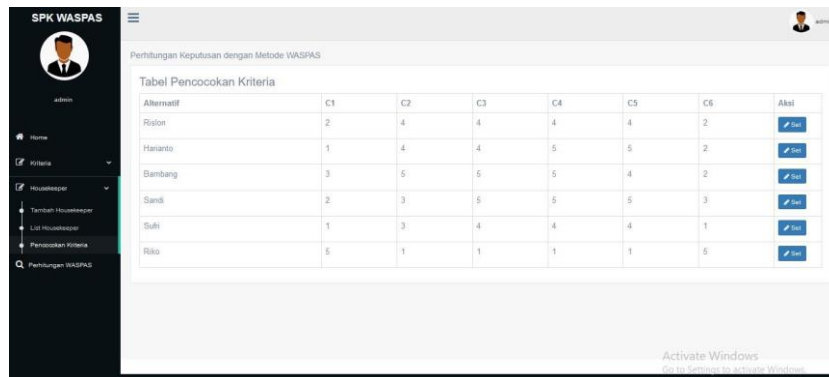 SPK WASPAS
admin
Home
Kriteria
Housekeeper
Tambah Housekeeper
List Housekeeper
Pencocokan Kriteria
Perhitungan WASPAS
Perhitungan Keputusan dengan Metode WASPAS
Tabel Pencocokan Kriteria
Alternatif C1 C2 C3 C4 C5 C6 Aksi
Rislon 2 4 4 4 4 2 Set
Hananto 1 4 4 5 5 2 Set
Bambang 3 5 5 5 4 2 Set
Sandi 2 3 5 5 5 3 Set
1 3 4 4 4 1 Set
Riko 5 1 1 1 1 5 Set
Activate Windows
Go to Settings to activate Windows.